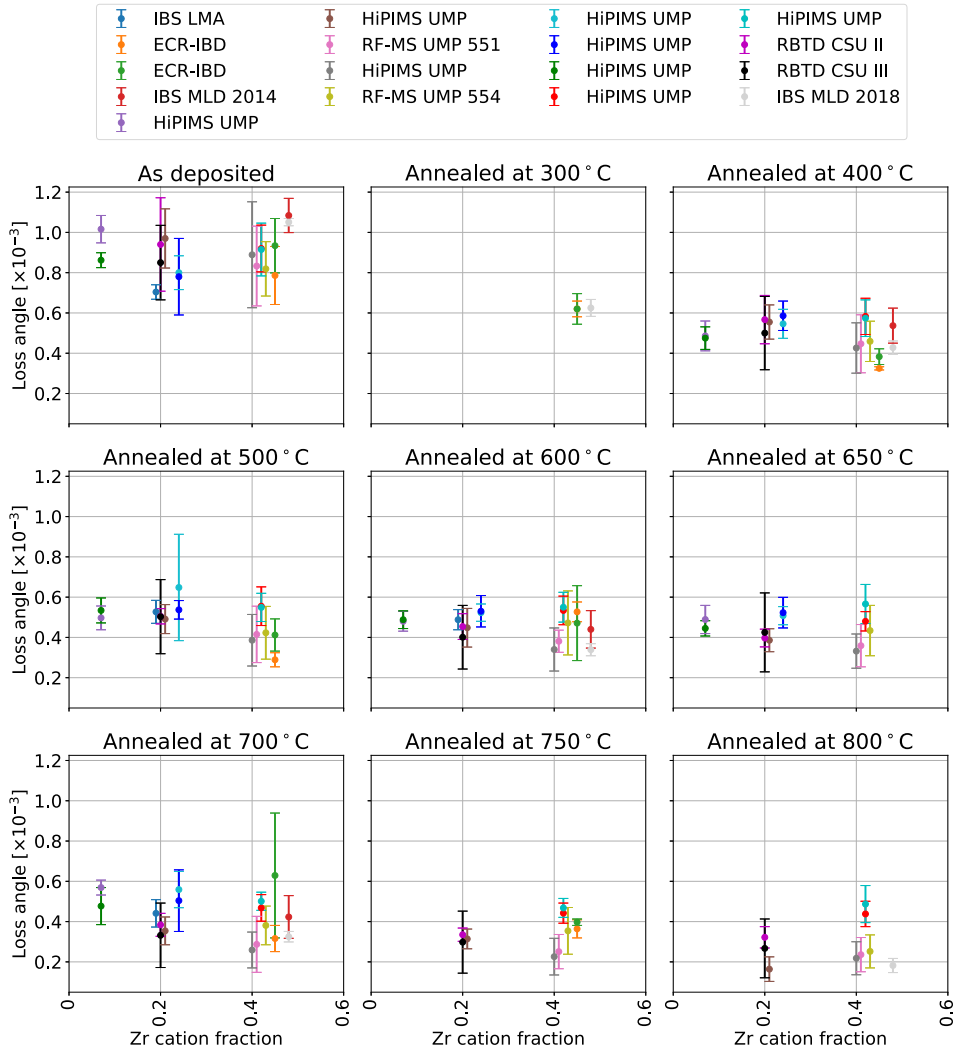 IBS LMA
ECR-IBD
ECR-IBD
IBS MLD 2014
HiPIMS UMP
HiPIMS UMP
RF-MS UMP 551
HiPIMS UMP
RF-MS UMP 554
HiPIMS UMP
HiPIMS UMP
HiPIMS UMP
HiPIMS UMP
HiPIMS UMP
RBTD CSU II
RBTD CSU III
IBS MLD 2018
As deposited
Annealed at 300°C
Annealed at 400°C
Loss angle [×10⁻³]
1.2
1.0
0.8
0.6
0.4
0.2
Annealed at 500°C
Annealed at 600°C
Annealed at 650°C
Loss angle [×10⁻³]
1.2
1.0
0.8
0.6
0.4
0.2
Annealed at 700°C
Annealed at 750°C
Annealed at 800°C
Loss angle [×10⁻³]
1.2
1.0
0.8
0.6
0.4
0.2
0 0.2 0.4 0.6
0 0.2 0.4 0.6
0 0.2 0.4 0.6
Zr cation fraction
Zr cation fraction
Zr cation fraction